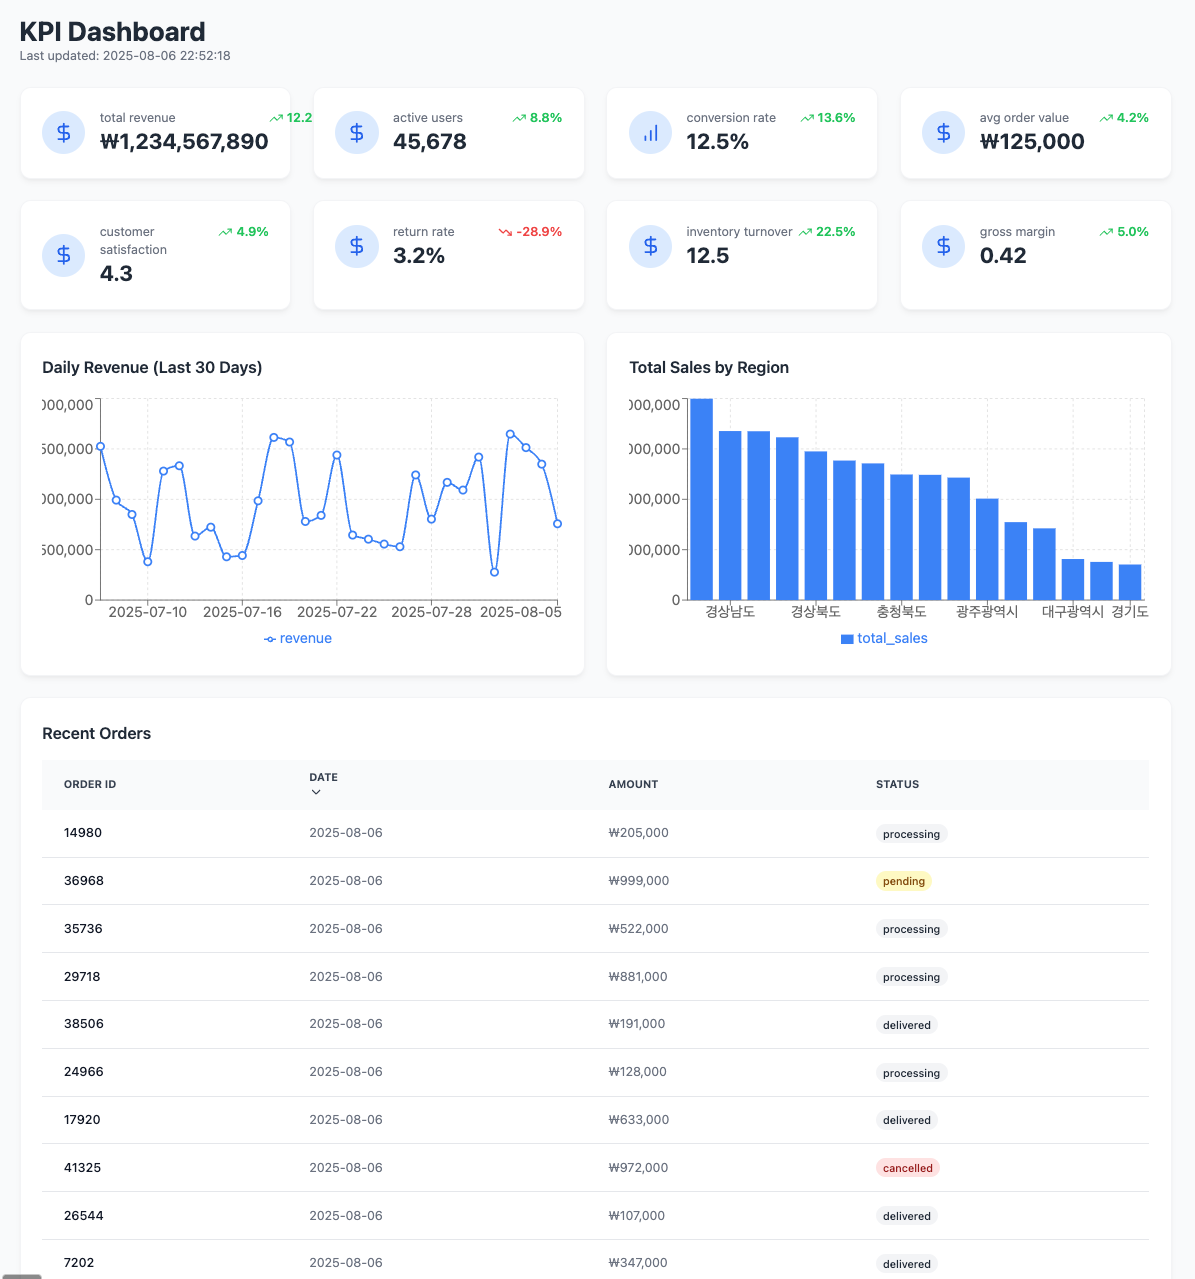 KPI Dashboard
Last updated: 2025-08-06 22:52:18
total revenue
12.2
₩1,234,567,890
active users
8.8%
45,678
conversion rate
13.6%
12.5%
avg order value
4.2%
₩125,000
customer satisfaction
4.9%
4.3
return rate
-28.9%
3.2%
inventory turnover
22.5%
12.5
gross margin
5.0%
0.42
Daily Revenue (Last 30 Days)
000,000
500,000
000,000
500,000
0
2025-07-10 2025-07-16 2025-07-22 2025-07-28 2025-08-05
revenue
Total Sales by Region
000,000
000,000
000,000
000,000
0
경상남도 경상북도 충청북도 광주광역시 대구광역시 경기도
total_sales
Recent Orders
ORDER ID DATE AMOUNT STATUS
14980 2025-08-06 ₩205,000 processing
36968 2025-08-06 ₩999,000 pending
35736 2025-08-06 ₩522,000 processing
29718 2025-08-06 ₩881,000 processing
38506 2025-08-06 ₩191,000 delivered
24966 2025-08-06 ₩128,000 processing
17920 2025-08-06 ₩633,000 delivered
41325 2025-08-06 ₩972,000 cancelled
26544 2025-08-06 ₩107,000 delivered
7202 2025-08-06 ₩347,000 delivered